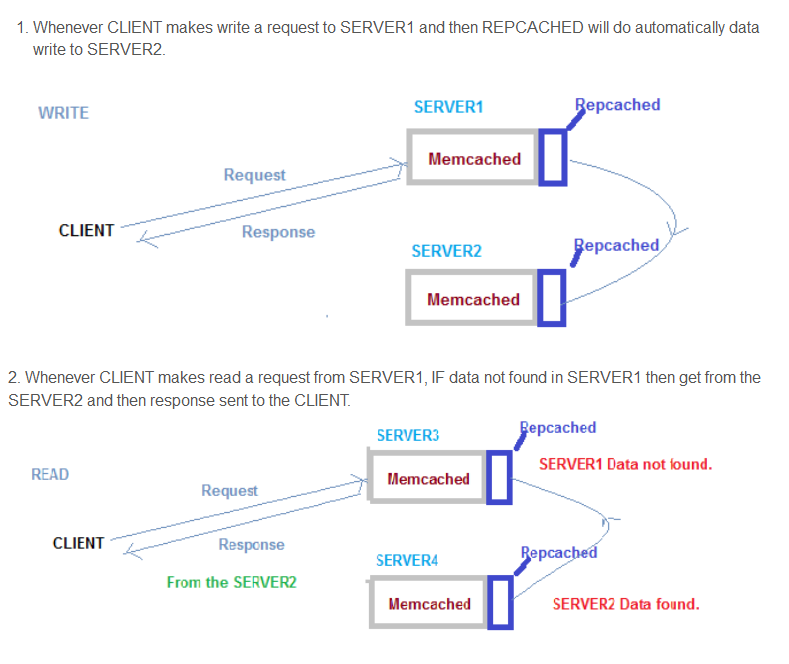 1. Whenever CLIENT makes write a request to SERVER1 and then REPCACHED will do automatically data
write to SERVER2.
WRITE
SERVER1
Repcached
Memcached
Request
CLIENT
Response
SERVER2
Repcached
Memcached
2. Whenever CLIENT makes read a request from SERVER1, IF data not found in SERVER1 then get from the
SERVER2 and then response sent to the CLIENT.
SERVER3
Repcached
SERVER1 Data not found.
READ
Memcached
Request
CLIENT
Response
SERVER4
Repcached
From the SERVER2
Memcached
SERVER2 Data found.